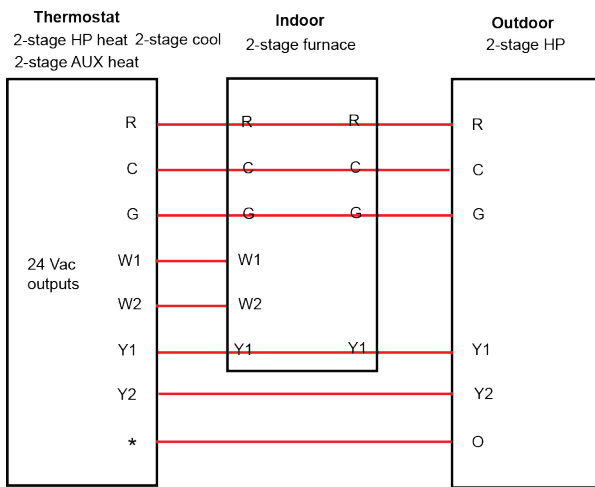 Thermostat
2-stage HP heat 2-stage cool
2-stage AUX heat
Indoor
2-stage furnace
Outdoor
2-stage HP
R R R R
C C C C
G G G G
24 Vac
outputs
W1 W1
W2 W2
Y1 Y1 Y1 Y1
Y2 Y2
* O